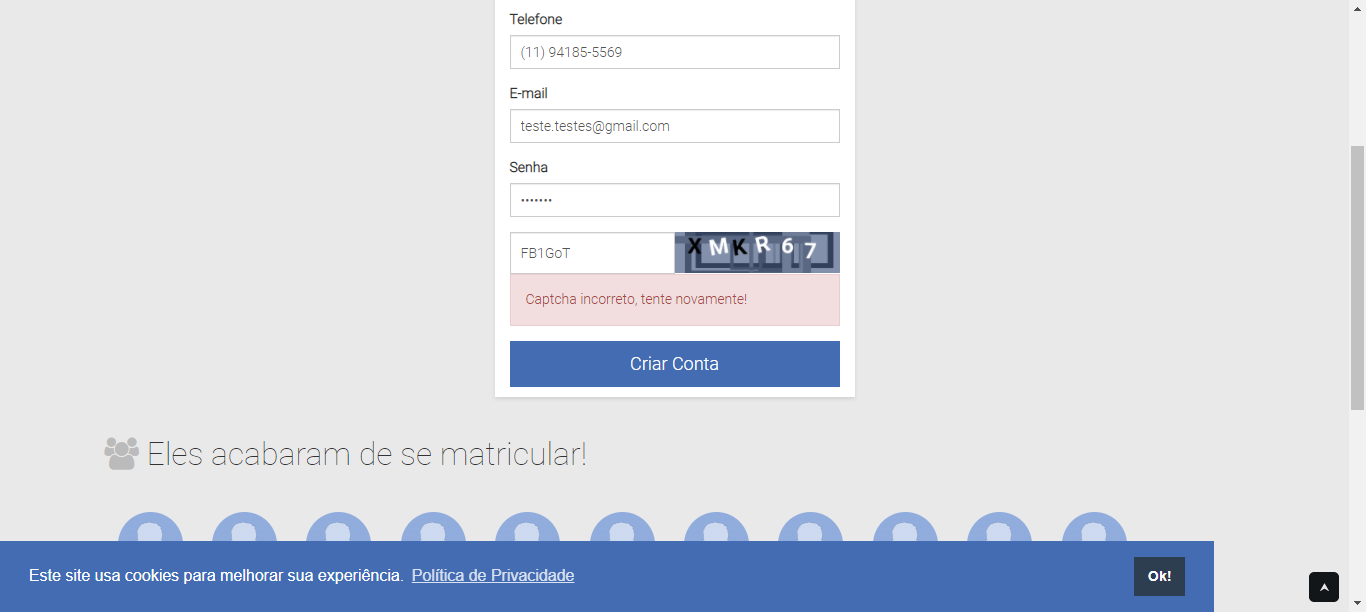 Telefone
(11) 94185-5569
E-mail
teste.testes@gmail.com
Senha
•••••••
FB1GoT
XMKR67
Captcha incorreto, tente novamente!
Criar Conta
Eles acabaram de se matricular!
Este site usa cookies para melhorar sua experiência. Política de Privacidade
Ok!